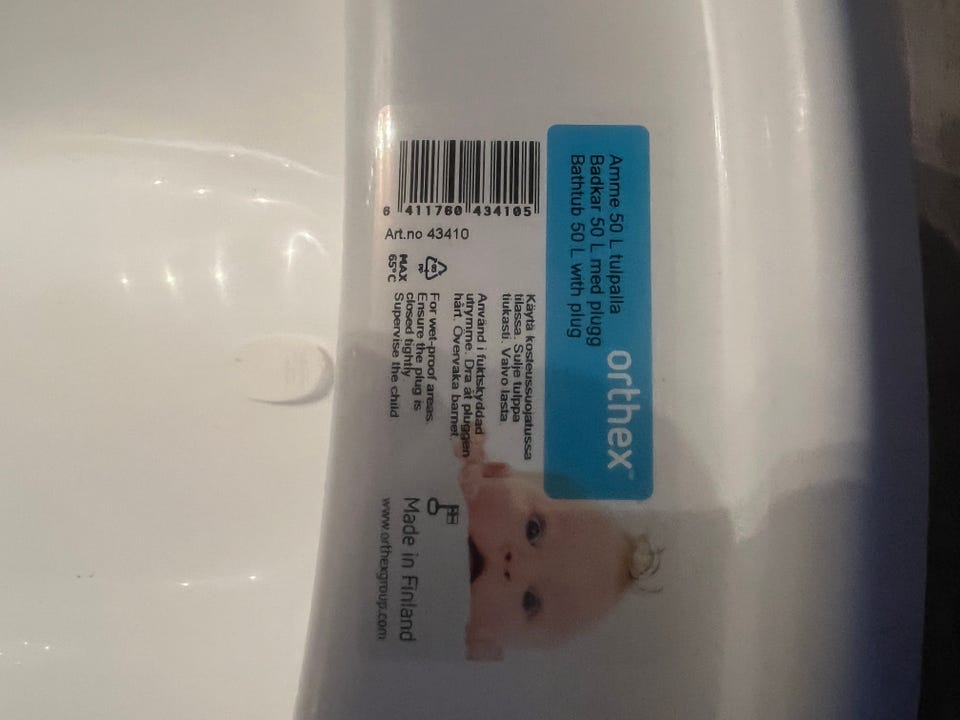 Amme 50 L tulpalla
Badkar 50 L med plugg
Bathtub 50 L with plug
orthex™
6 411760 434105
Art.no 43410
MAX
65°C
Käytä kosteussuojatussa
tilassa. Sulje tulppa
tiukasti. Valvo lasta.
Använd i fuktskyddad
utrymme. Dra åt pluggen
hårt. Övervaka barnet.
For wet-proof areas.
Ensure the plug is
closed tightly
Supervise the child
Made in Finland
www.orthexgroup.com